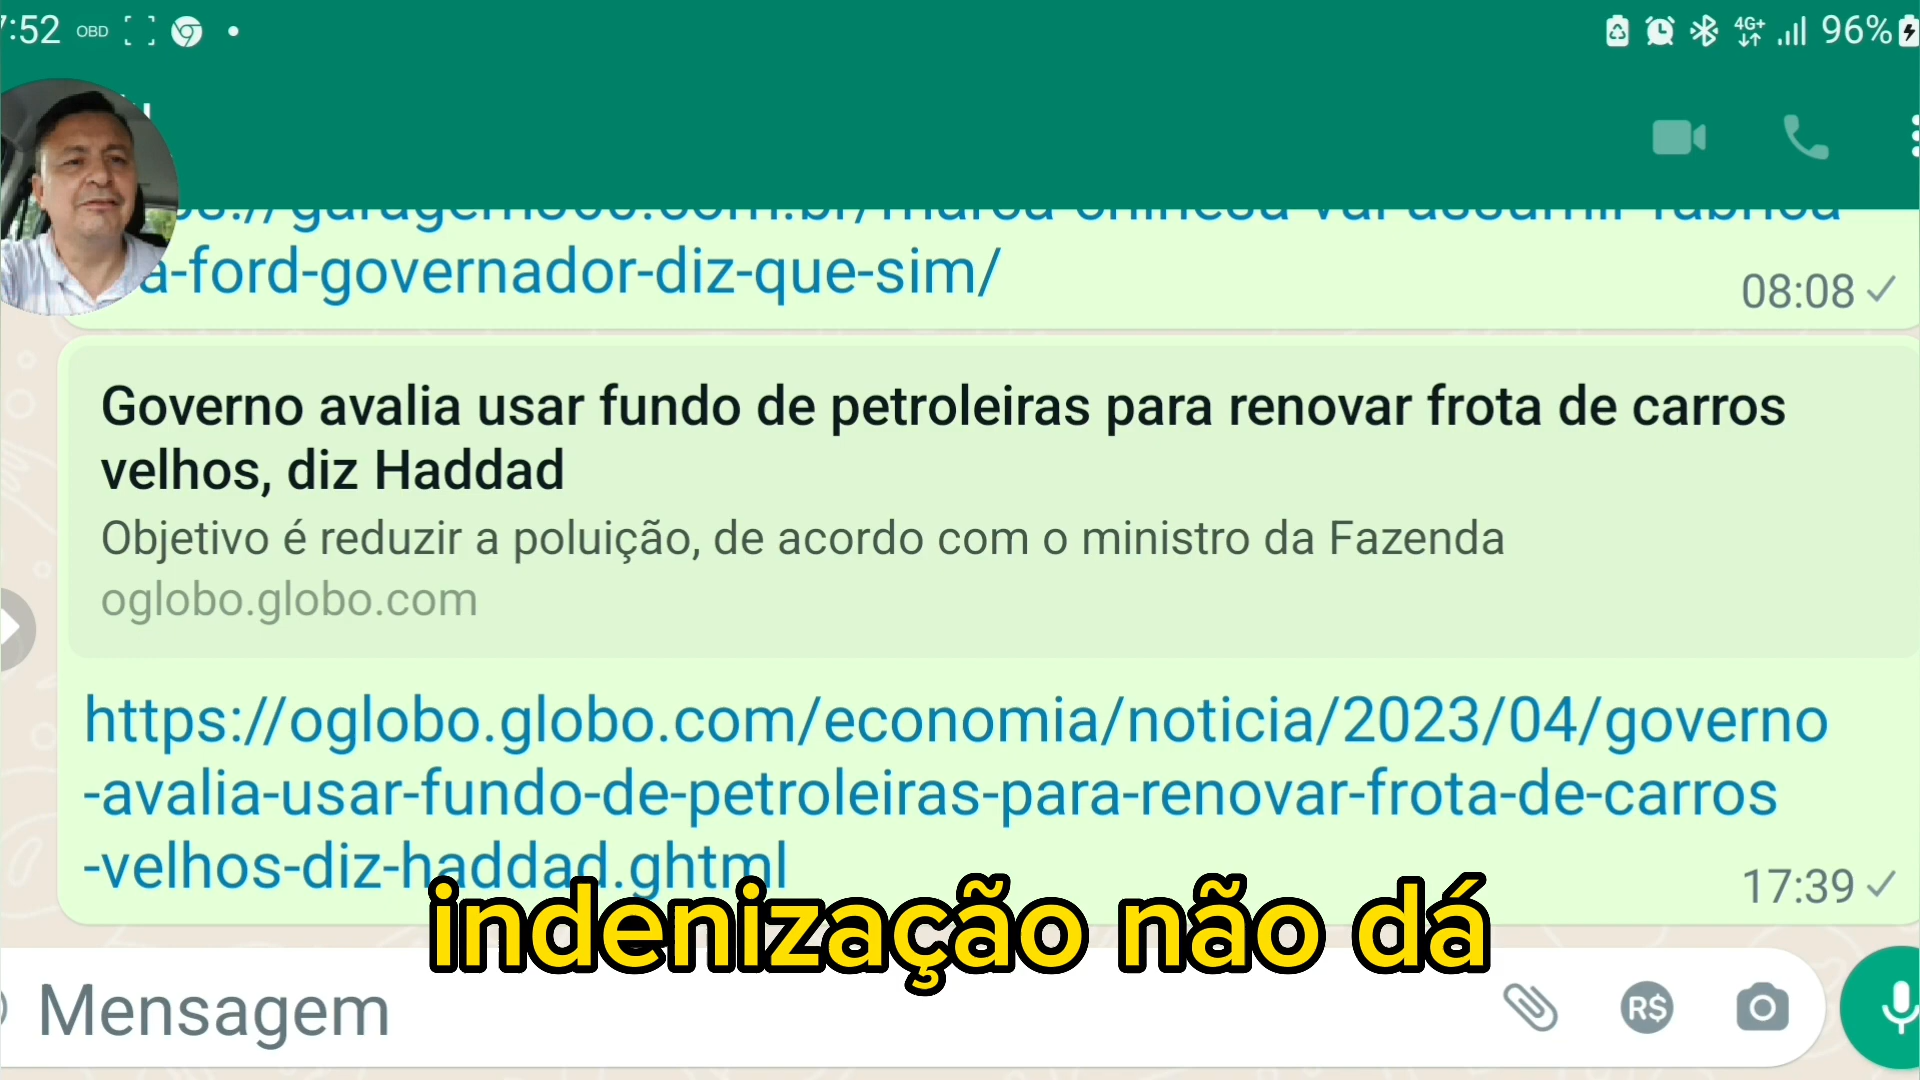 :52 OBD 4G+ 96%
a-ford-governador-diz-que-sim/
08:08
Governo avalia usar fundo de petroleiras para renovar frota de carros
velhos, diz Haddad
Objetivo é reduzir a poluição, de acordo com o ministro da Fazenda
oglobo.globo.com
https://oglobo.globo.com/economia/noticia/2023/04/governo
-avalia-usar-fundo-de-petroleiras-para-renovar-frota-de-carros
-velhos-diz-haddad.ghtml
17:39
indenização não dá
Mensagem R$